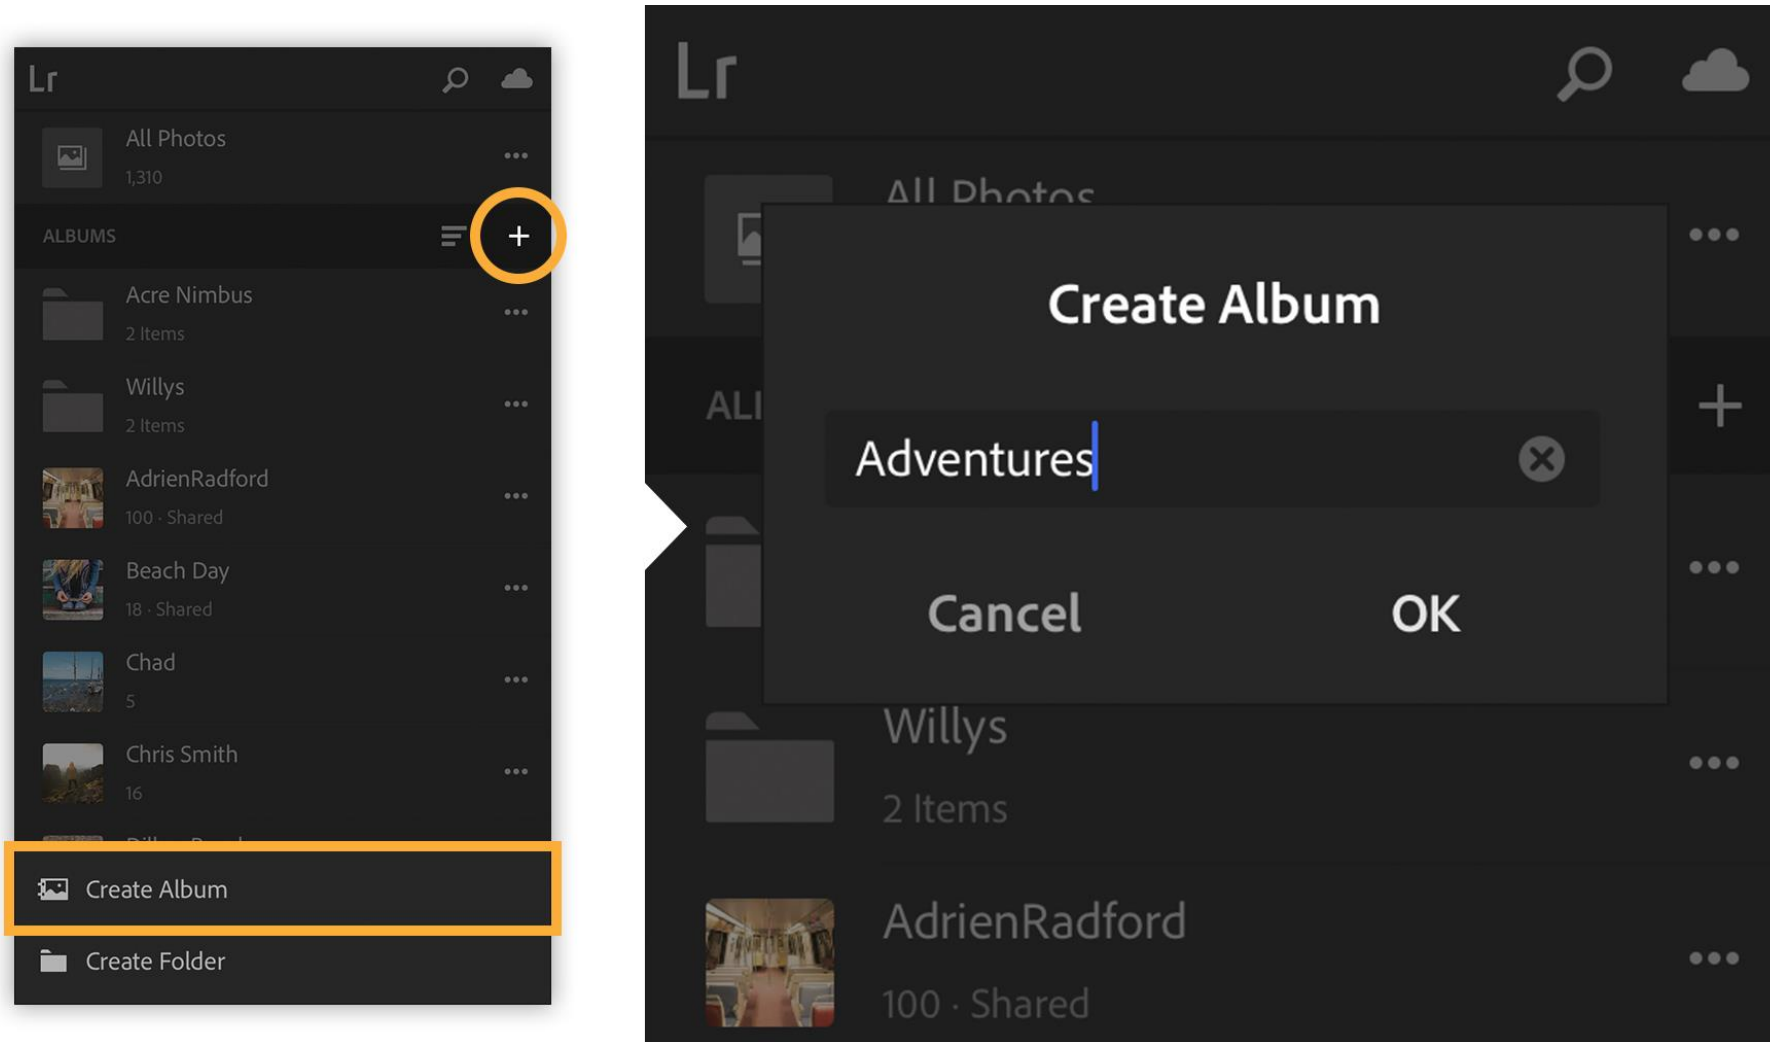 Lr
All Photos
1,310
ALBUMS
Acre Nimbus
2 Items
Willys
2 Items
AdrienRadford
100 · Shared
Beach Day
18 · Shared
Chad
5
Chris Smith
16
Create Album
Create Folder
Lr
All Photos
Create Album
AL
Adventures
Cancel
OK
Willys
2 Items
AdrienRadford
100 · Shared